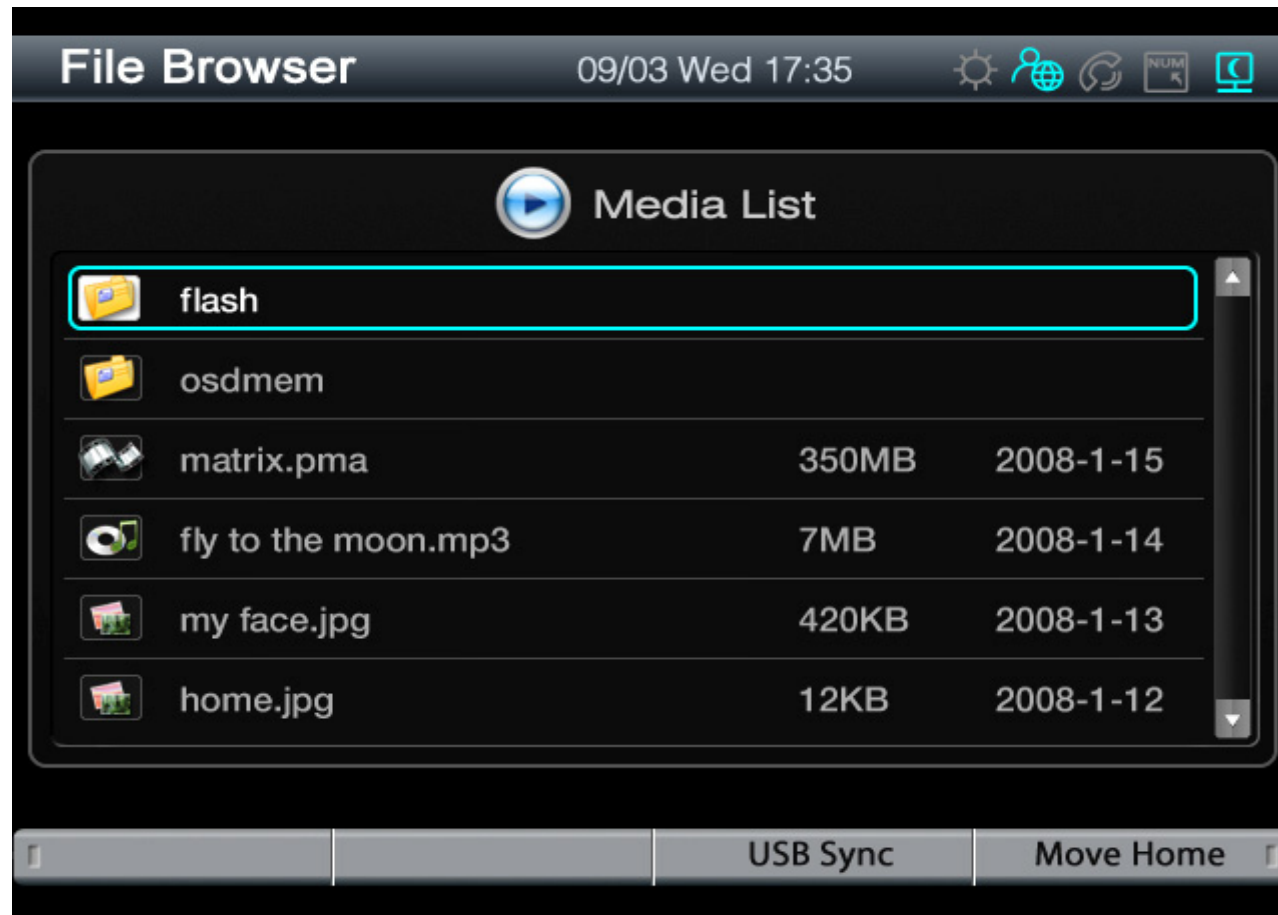 File Browser 09/03 Wed 17:35 NUM
Media List
flash
osdmem
matrix.pma 350MB 2008-1-15
fly to the moon.mp3 7MB 2008-1-14
my face.jpg 420KB 2008-1-13
home.jpg 12KB 2008-1-12
USB Sync Move Home